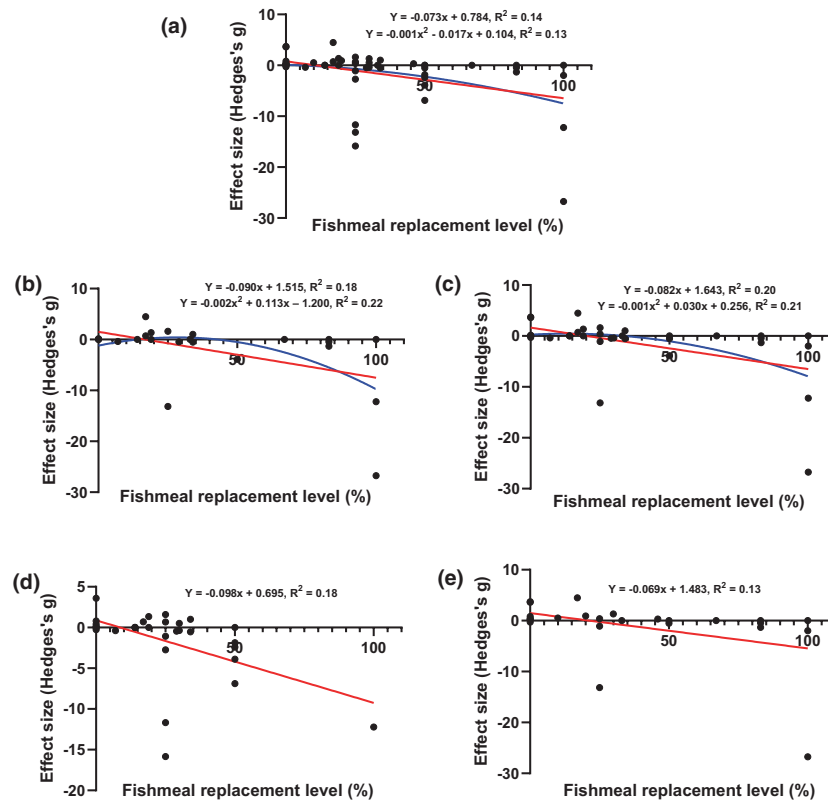 (a)
Y = -0.073x + 0.784, R² = 0.14
Y = -0.001x² - 0.017x + 0.104, R² = 0.13
10
0
-10
-20
-30
50
100
Effect size (Hedges's g)
Fishmeal replacement level (%)
(b)
Y = -0.090x + 1.515, R² = 0.18
Y = -0.002x² + 0.113x – 1.200, R² = 0.22
10
0
-10
-20
-30
50
100
Effect size (Hedges's g)
Fishmeal replacement level (%)
(c)
Y = -0.082x + 1.643, R² = 0.20
Y = -0.001x² + 0.030x + 0.256, R² = 0.21
10
0
-10
-20
-30
50
100
Effect size (Hedges's g)
Fishmeal replacement level (%)
(d)
Y = -0.098x + 0.695, R² = 0.18
5
0
-5
-10
-15
-20
50
100
Effect size (Hedges's g)
Fishmeal replacement level (%)
(e)
Y = -0.069x + 1.483, R² = 0.13
10
0
-10
-20
-30
50
100
Effect size (Hedges's g)
Fishmeal replacement level (%)